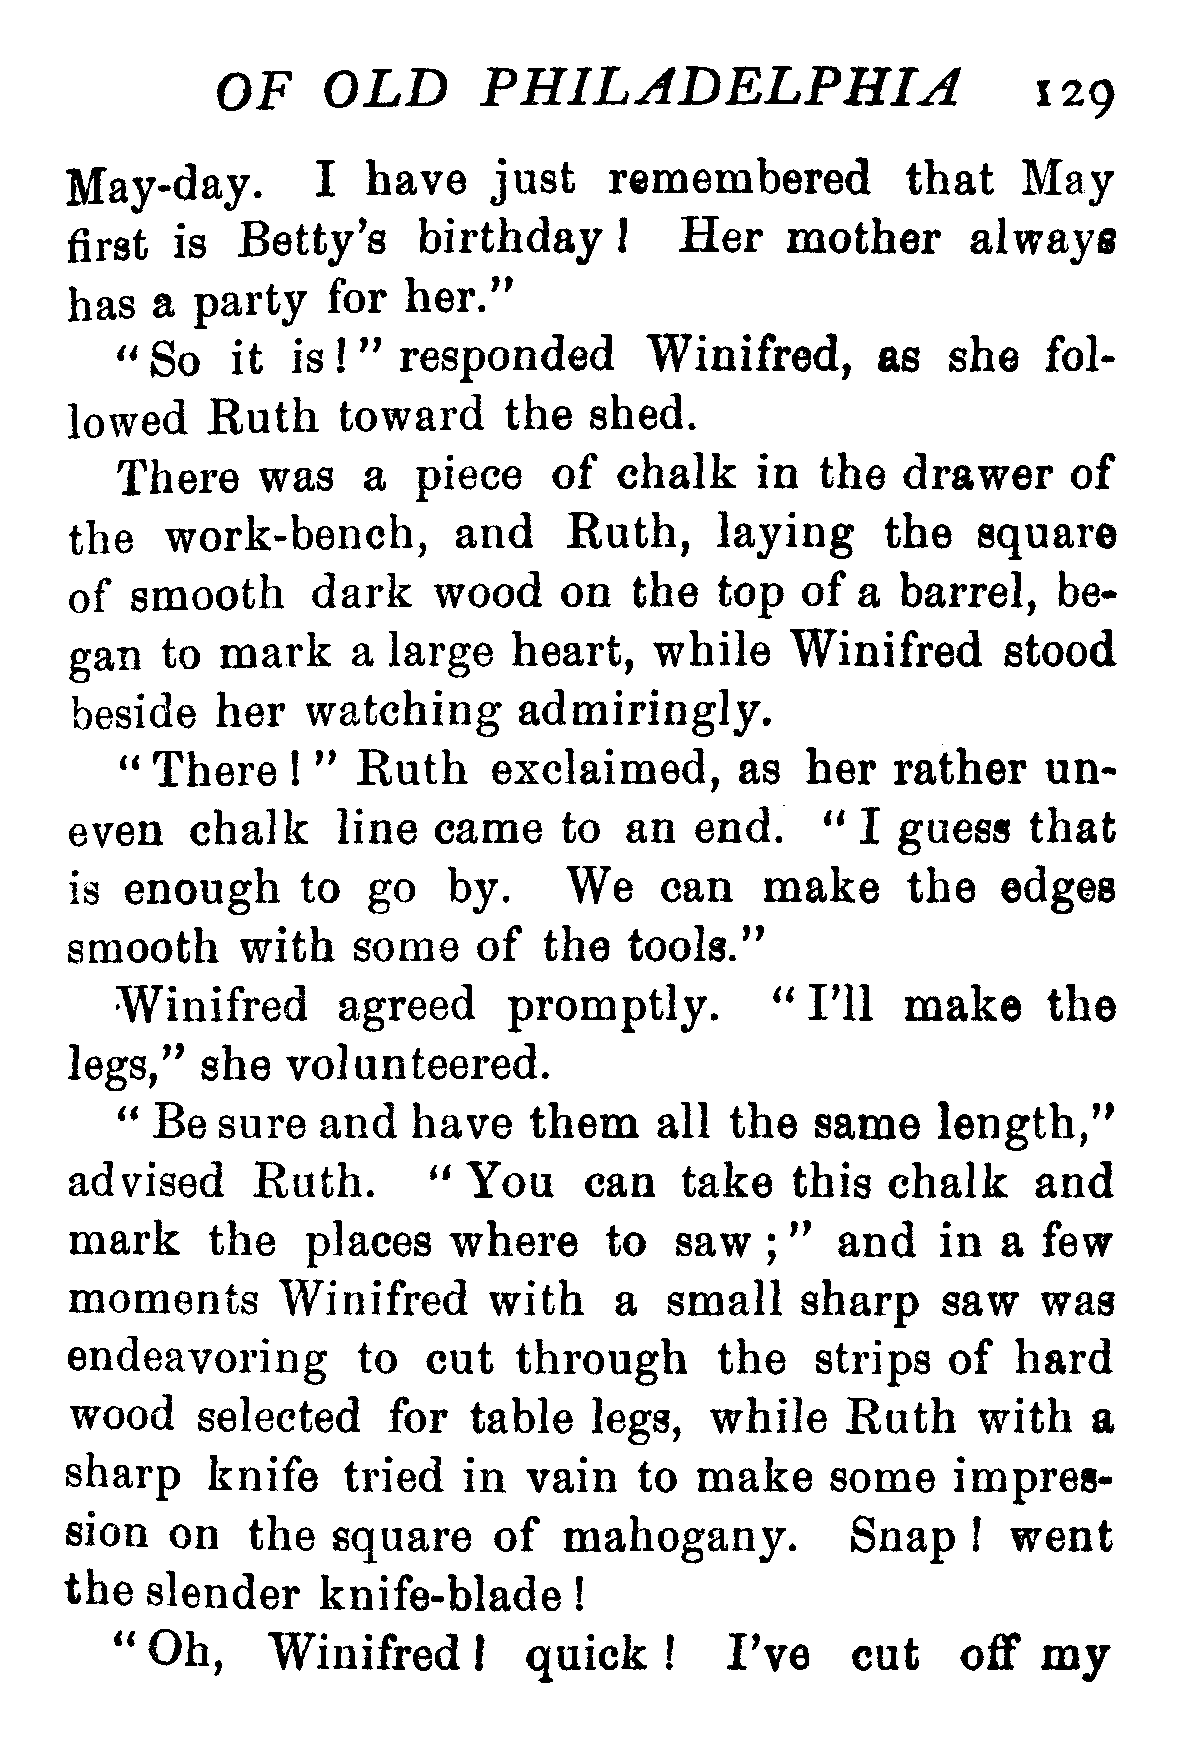 OF OLD PHILADELPHIA 129
May-day. I have just remembered that May
first is Betty's birthday! Her mother always
has a party for her."
"So it is!" responded Winifred, as she fol-
lowed Ruth toward the shed.
There was a piece of chalk in the drawer of
the work-bench, and Ruth, laying the square
of smooth dark wood on the top of a barrel, be-
gan to mark a large heart, while Winifred stood
beside her watching admiringly.
"There!" Ruth exclaimed, as her rather un-
even chalk line came to an end. "I guess that
is enough to go by. We can make the edges
smooth with some of the tools."
Winifred agreed promptly. "I'll make the
legs," she volunteered.
"Be sure and have them all the same length,"
advised Ruth. "You can take this chalk and
mark the places where to saw;" and in a few
moments Winifred with a small sharp saw was
endeavoring to cut through the strips of hard
wood selected for table legs, while Ruth with a
sharp knife tried in vain to make some impres-
sion on the square of mahogany. Snap! went
the slender knife-blade!
"Oh, Winifred! quick! I've cut off my